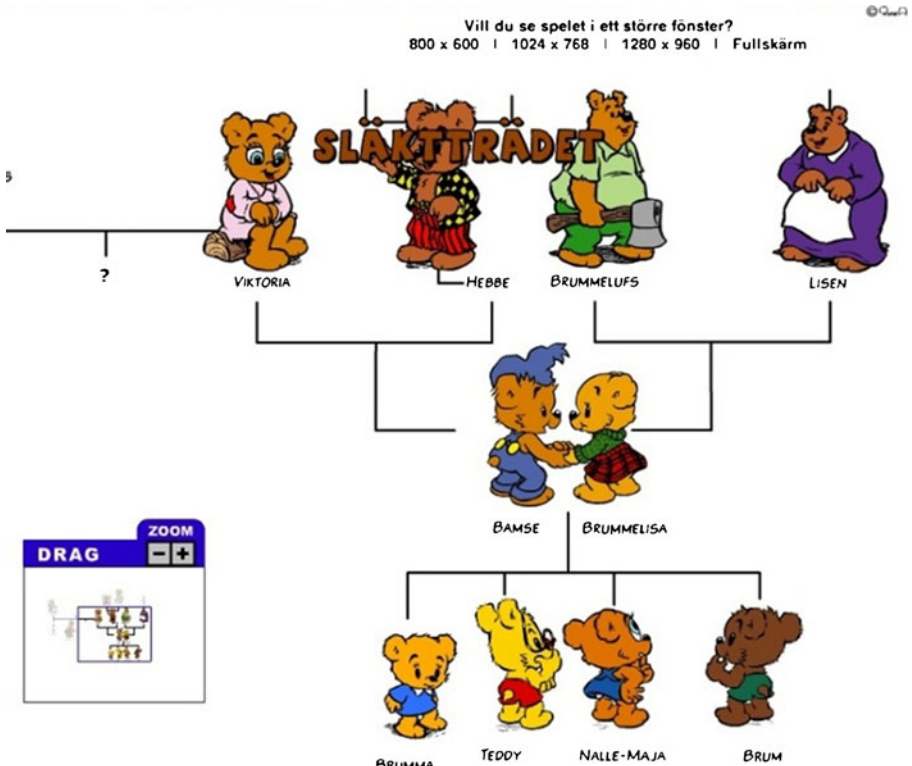 Vill du se spelet i ett större fönster?
800 x 600 | 1024 x 768 | 1280 x 960 | Fullskärm
SLÄKTTRÄDET
?
VIKTORIA
HEBBE
BRUMMELUFS
LISEN
BAMSE
BRUMMELISA
ZOOM
- +
DRAG
BRUMMA
TEDDY
NALLE-MAJA
BRUM